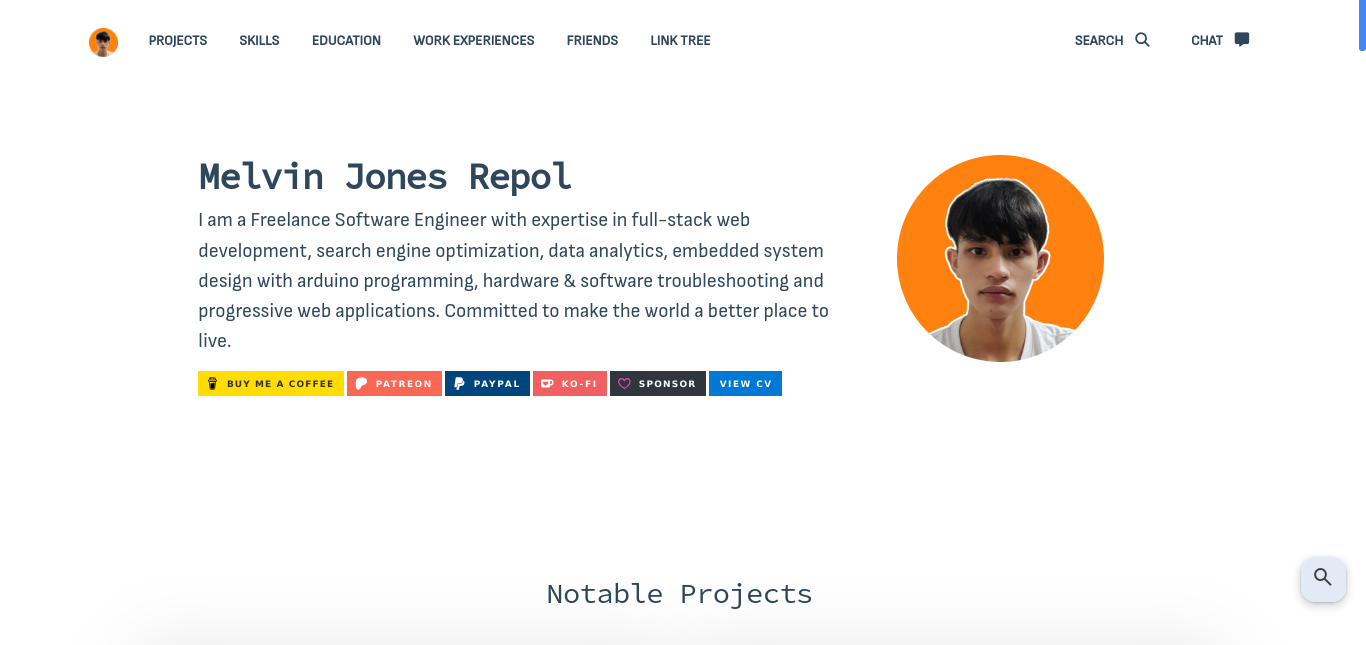 PROJECTS SKILLS EDUCATION WORK EXPERIENCES FRIENDS LINK TREE SEARCH CHAT
Melvin Jones Repol
I am a Freelance Software Engineer with expertise in full-stack web
development, search engine optimization, data analytics, embedded system
design with arduino programming, hardware & software troubleshooting and
progressive web applications. Committed to make the world a better place to
live.
BUY ME A COFFEE PATREON PAYPAL KO-FI SPONSOR VIEW CV
Notable Projects